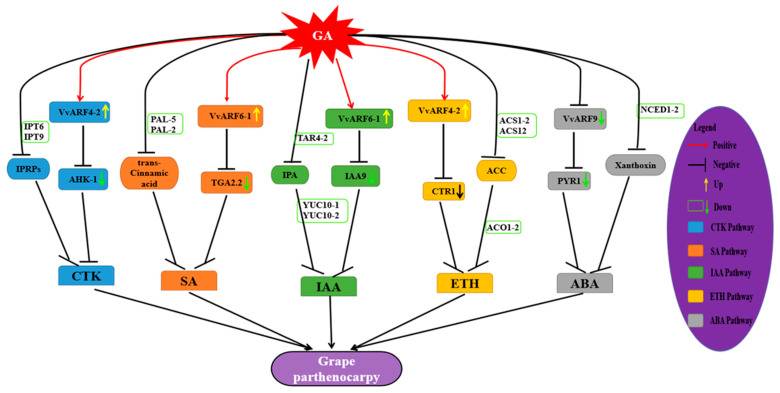 GA
IPT6
IPT9
VvARF4-2
PAL-5
PAL-2
VvARF6-1
TAR4-2
VvARF6-1
VvARF4-2
ACS1-2
ACS12
VvARF9
NCED1-2
IPRPs
AHK-1
trans-
Cinnamic
acid
TGA2.2
IPA
IAA9
CTR1
ACC
PYR1
Xanthoxin
YUC10-1
YUC10-2
ACO1-2
CTK
SA
IAA
ETH
ABA
Grape
parthenocarpy
Legend
Positive
Negative
Up
Down
CTK Pathway
SA Pathway
IAA Pathway
ETH Pathway
ABA Pathway